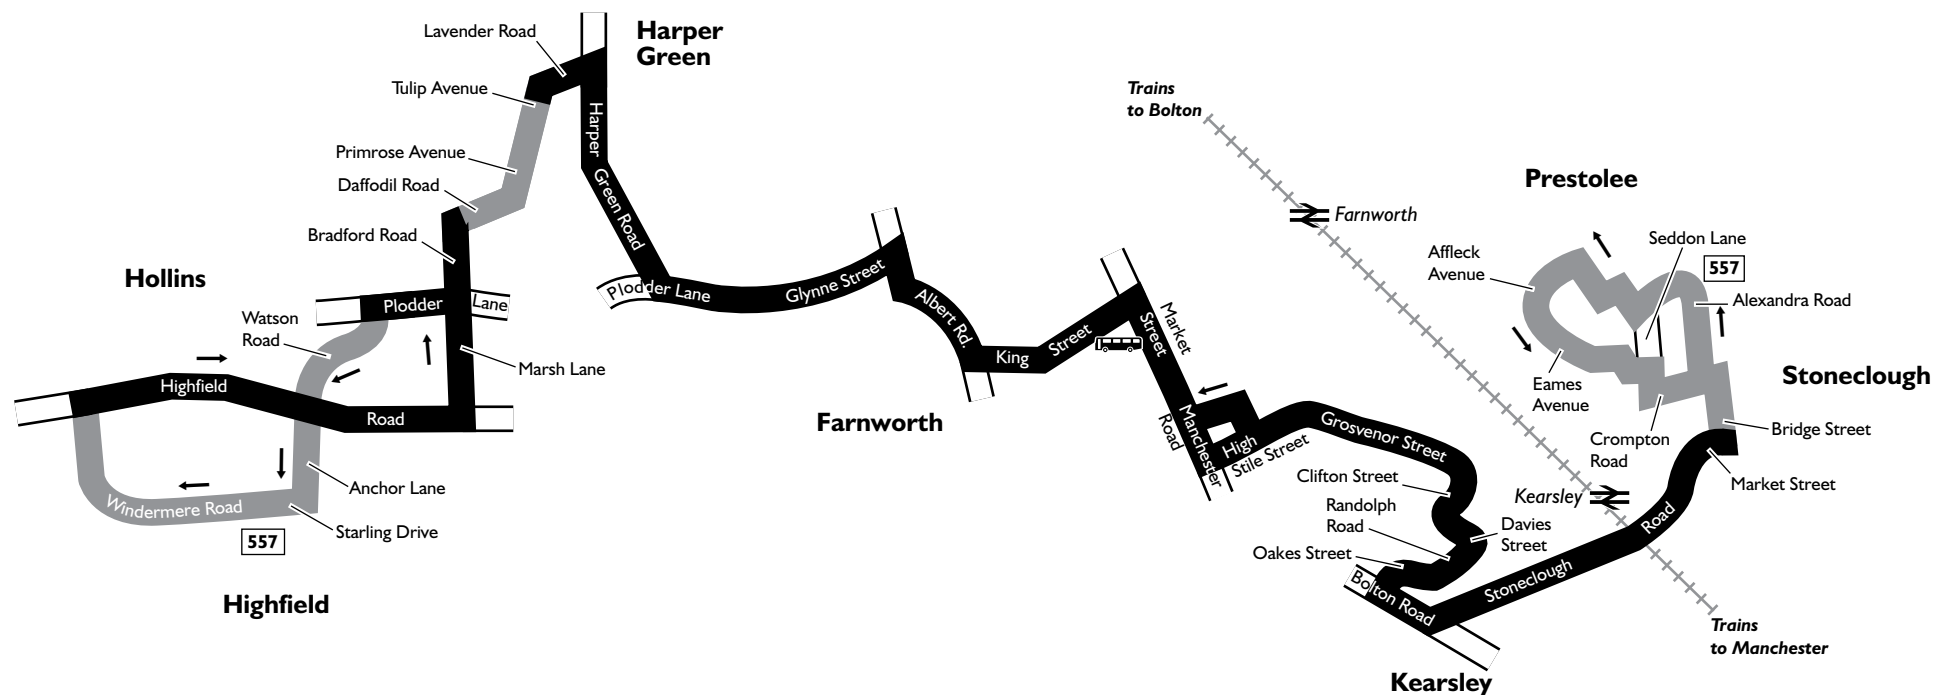 Lavender Road
Harper
Green
Tulip Avenue
Harper
Green Road
Primrose Avenue
Daffodil Road
Bradford Road
Hollins
Plodder
Lane
Watson
Road
Marsh Lane
Highfield
Road
Anchor Lane
Windermere Road
Starling Drive
557
Highfield
Plodder Lane
Glynne Street
Albert Rd.
King
Street
Farnworth
Market
Street
Manchester
Road
High
Stile Street
Grosvenor Street
Clifton Street
Randolph
Road
Davies
Street
Oakes Street
Bolton Road
Kearsley
Stoneclough
Road
Trains
to Bolton
Farnworth
Kearsley
Trains
to Manchester
Prestolee
Seddon Lane
557
Affleck
Avenue
Alexandra Road
Eames
Avenue
Stoneclough
Crompton
Road
Bridge Street
Market Street